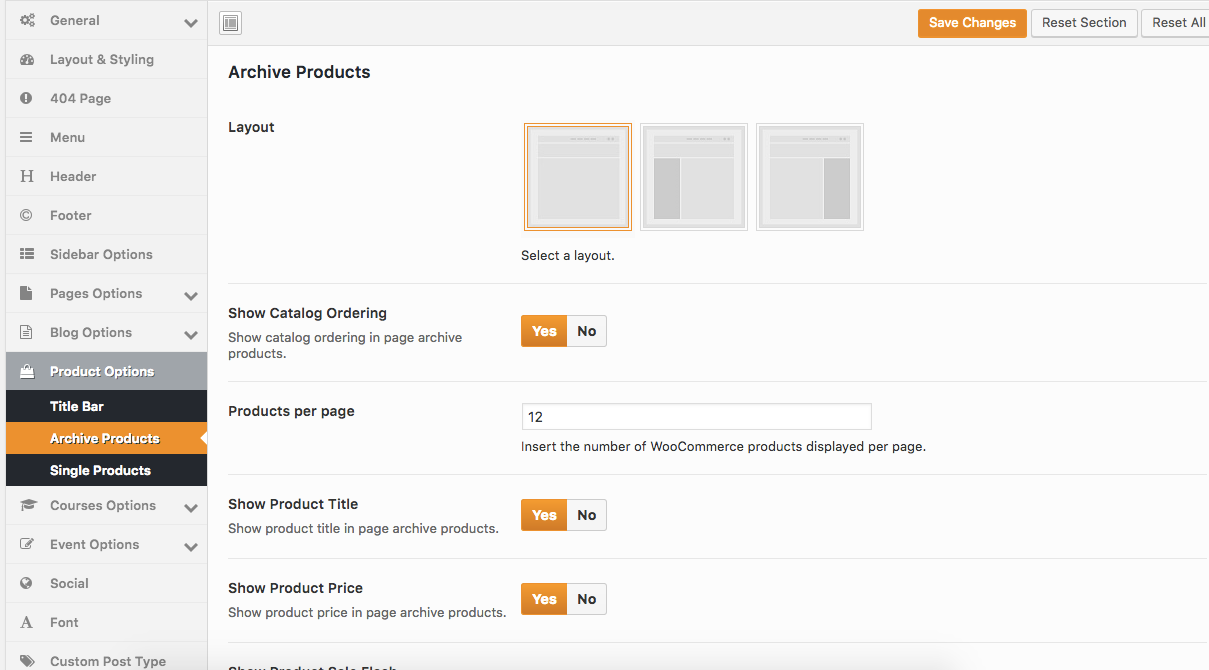 General
Layout & Styling
404 Page
Menu
Header
Footer
Sidebar Options
Pages Options
Blog Options
Product Options
Title Bar
Archive Products
Single Products
Courses Options
Event Options
Social
Font
Custom Post Type
Save Changes
Reset Section
Reset All
Archive Products
Layout
Select a layout.
Show Catalog Ordering
Show catalog ordering in page archive
products.
Yes No
Products per page
12
Insert the number of WooCommerce products displayed per page.
Show Product Title
Show product title in page archive products.
Yes No
Show Product Price
Show product price in page archive products.
Yes No
Show Product Sale Flash